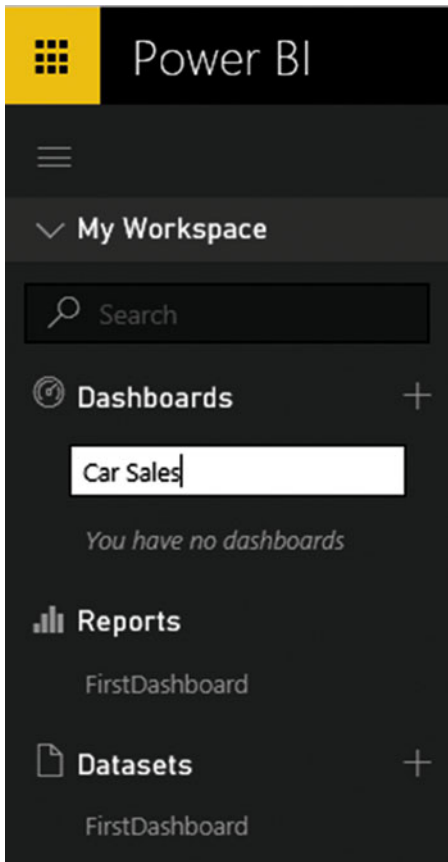 Power BI
My Workspace
Search
Dashboards
Car Sales
You have no dashboards
Reports
FirstDashboard
Datasets
FirstDashboard